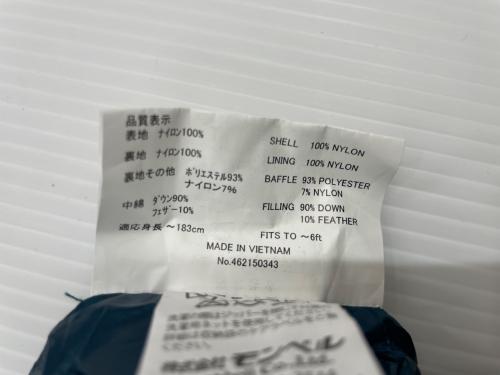 品質表示
表地 ナイロン100%
裏地 ナイロン100%
裏地その他 ポリエステル93%
ナイロン7%
中綿 ダウン90%
フェザー10%
適応身長 ~183cm
SHELL 100% NYLON
LINING 100% NYLON
BAFFLE 93% POLYESTER
7% NYLON
FILLING 90% DOWN
10% FEATHER
FITS TO ~6ft
MADE IN VIETNAM
No.462150343
ください。
株式会社モンベル